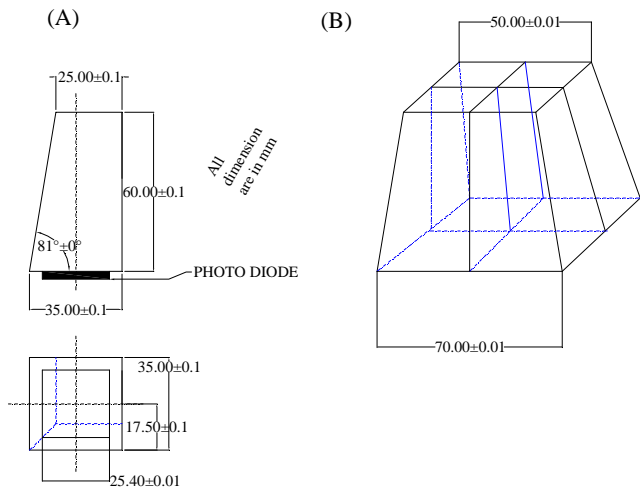 (A)
(B)
50.00±0.01
25.00±0.1
All
dimension
are in mm
60.00±0.1
81°±0°
PHOTO DIODE
35.00±0.1
70.00±0.01
35.00±0.1
17.50±0.1
25.40±0.01